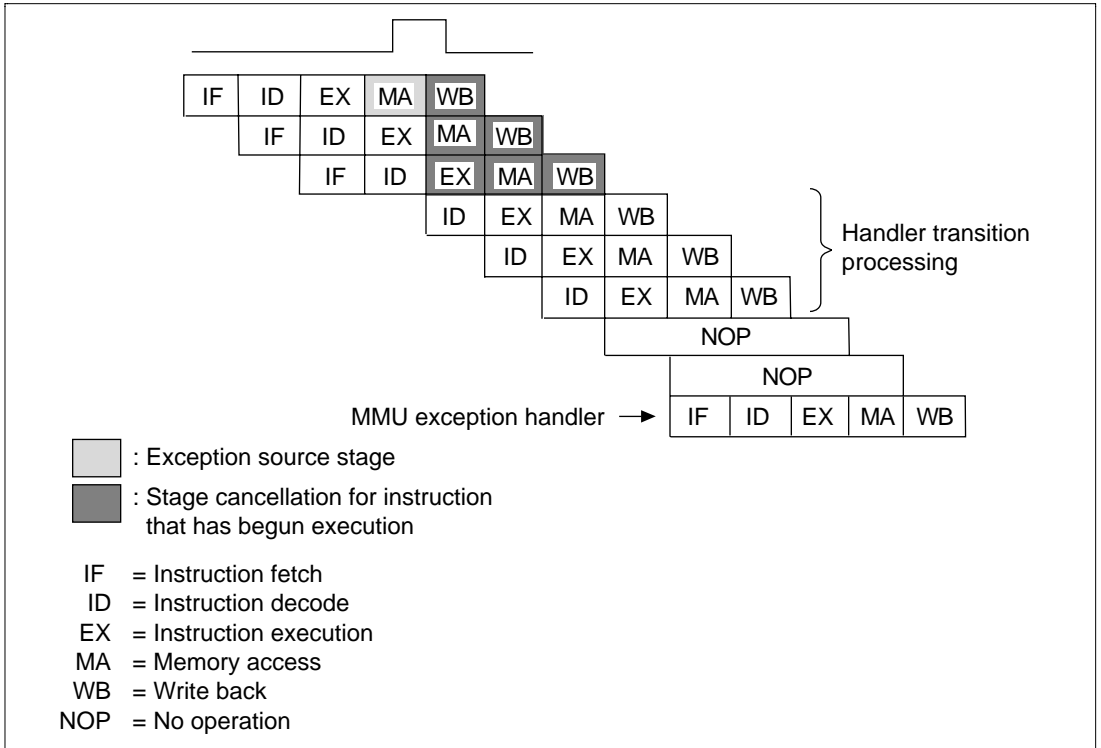 IF ID EX MA WB
IF ID EX MA WB
IF ID EX MA WB
ID EX MA WB
ID EX MA WB
ID EX MA WB
Handler transition
processing
NOP
NOP
MMU exception handler → IF ID EX MA WB
: Exception source stage
: Stage cancellation for instruction
that has begun execution
IF = Instruction fetch
ID = Instruction decode
EX = Instruction execution
MA = Memory access
WB = Write back
NOP = No operation